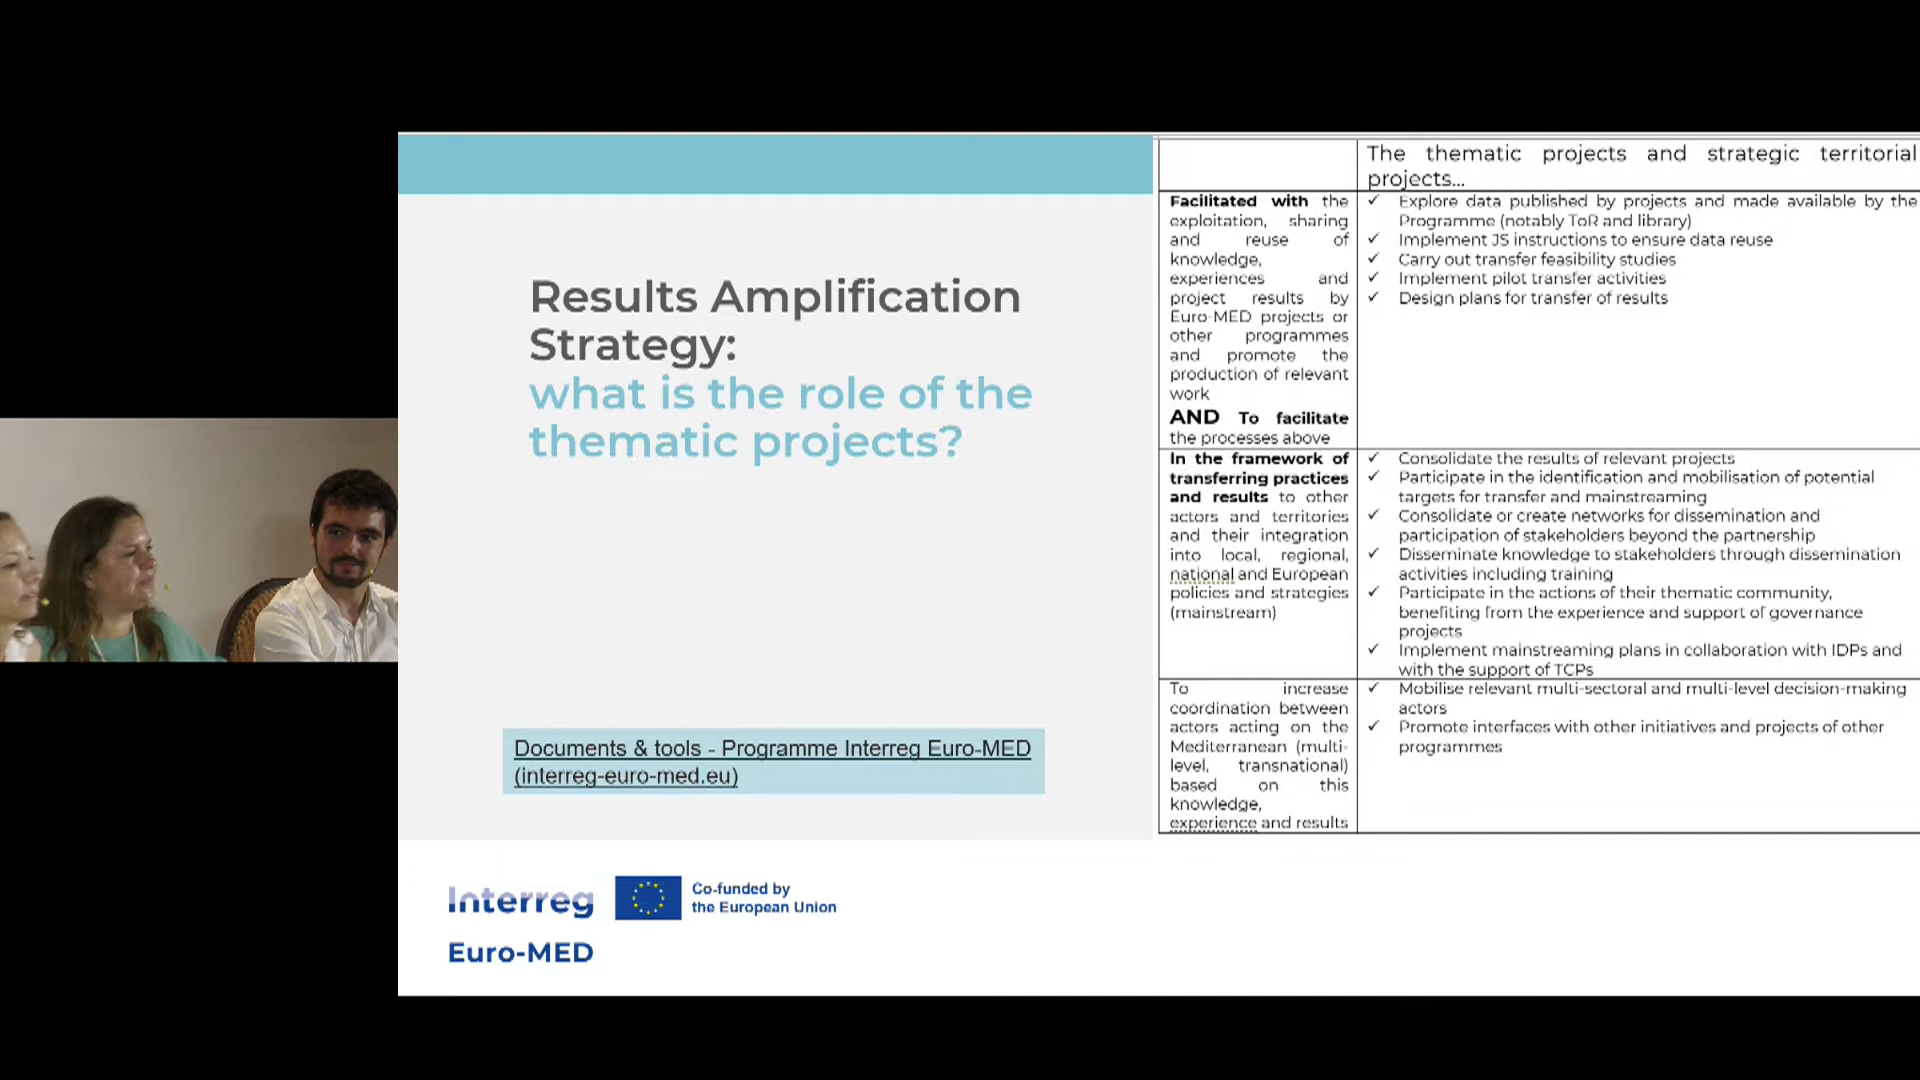 Results Amplification
Strategy:
what is the role of the
thematic projects?
Documents & tools - Programme Interreg Euro-MED
(interreg-euro-med.eu)
Interreg
Co-funded by
the European Union
Euro-MED
The thematic projects and strategic territorial
projects...
Facilitated with the
exploitation, sharing
and reuse of
knowledge,
experiences and
project results by
Euro-MED projects or
other programmes
and promote the
production of relevant
work
AND To facilitate
the processes above
✓ Explore data published by projects and made available by the
Programme (notably ToR and library)
✓ Implement JS instructions to ensure data reuse
✓ Carry out transfer feasibility studies
✓ Implement pilot transfer activities
✓ Design plans for transfer of results
In the framework of
transferring practices
and results to other
actors and territories
and their integration
into local, regional,
national and European
policies and strategies
(mainstream)
✓ Consolidate the results of relevant projects
✓ Participate in the identification and mobilisation of potential
targets for transfer and mainstreaming
✓ Consolidate or create networks for dissemination and
participation of stakeholders beyond the partnership
✓ Disseminate knowledge to stakeholders through dissemination
activities including training
✓ Participate in the actions of their thematic community,
benefiting from the experience and support of governance
projects
✓ Implement mainstreaming plans in collaboration with IDPs and
with the support of TCPs
To increase
coordination between
actors acting on the
Mediterranean (multi-
level, transnational)
based on this
knowledge,
experience and results
✓ Mobilise relevant multi-sectoral and multi-level decision-making
actors
✓ Promote interfaces with other initiatives and projects of other
programmes